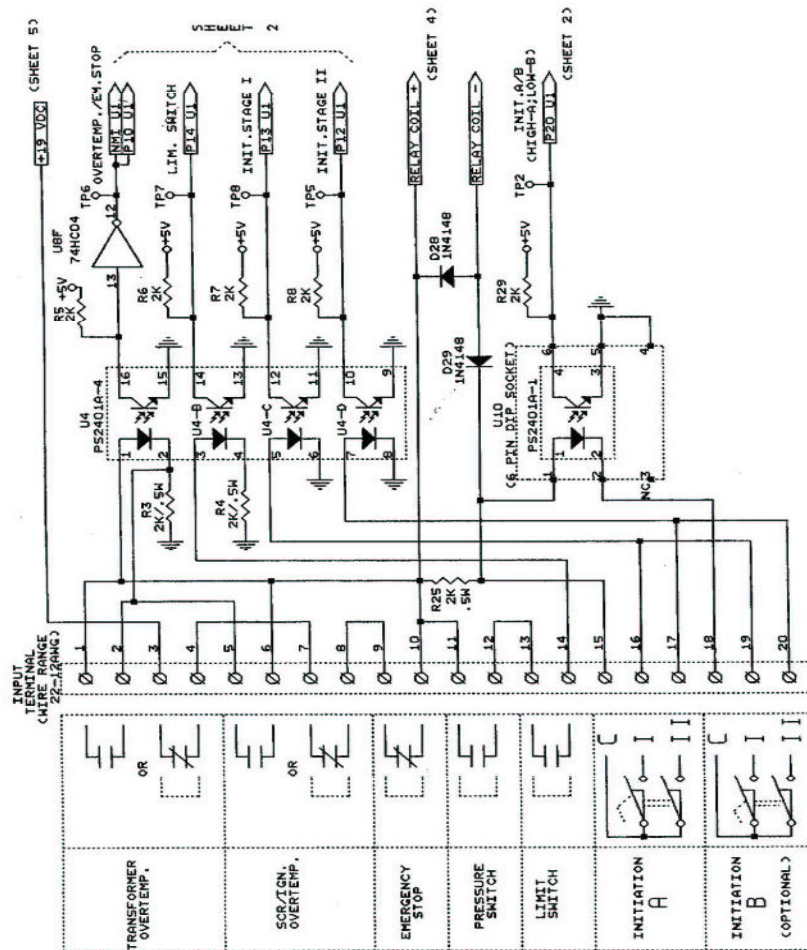 INPUT
TERMINAL
(WIRE RANGE
22-12AWG)
TRANSFORMER
OVERTEMP.
OR
SCR/IGN.
OVERTEMP.
OR
EMERGENCY
STOP
PRESSURE
SWITCH
LIMIT
SWITCH
INITIATION
A
C
I
II
INITIATION
B
(OPTIONAL)
C
I
II
1
2
3
4
5
6
7
8
9
10
11
12
13
14
15
16
17
18
19
20
+19 VDC
(SHEET 5)
R3
2K/.5W
R4
2K/.5W
R25
2K
.5W
U4
PS2401A-4
1
2
16
15
U4-B
3
4
14
13
U4-C
5
6
12
11
U4-D
7
8
10
9
R5
2K
+5V
U8F
74HC04
13
12
TP6
OVERTEMP./EM.STOP
NMI U1
P10 U1
R6
2K
+5V
TP7
LIM. SWITCH
P14 U1
R7
2K
+5V
TP8
INIT.STAGE I
P13 U1
R8
2K
+5V
TP5
INIT.STAGE II
P12 U1
SHEET 2
RELAY COIL +
(SHEET 4)
RELAY COIL -
D28
1N4148
D29
1N4148
(6 PIN DIP SOCKET)
U10
PS2401A-1
1
2
NC 3
1
2
4
3
6
5
4
R29
2K
+5V
TP2
INIT.A/B
(HIGH-A;LOW-B)
P20 U1
(SHEET 2)